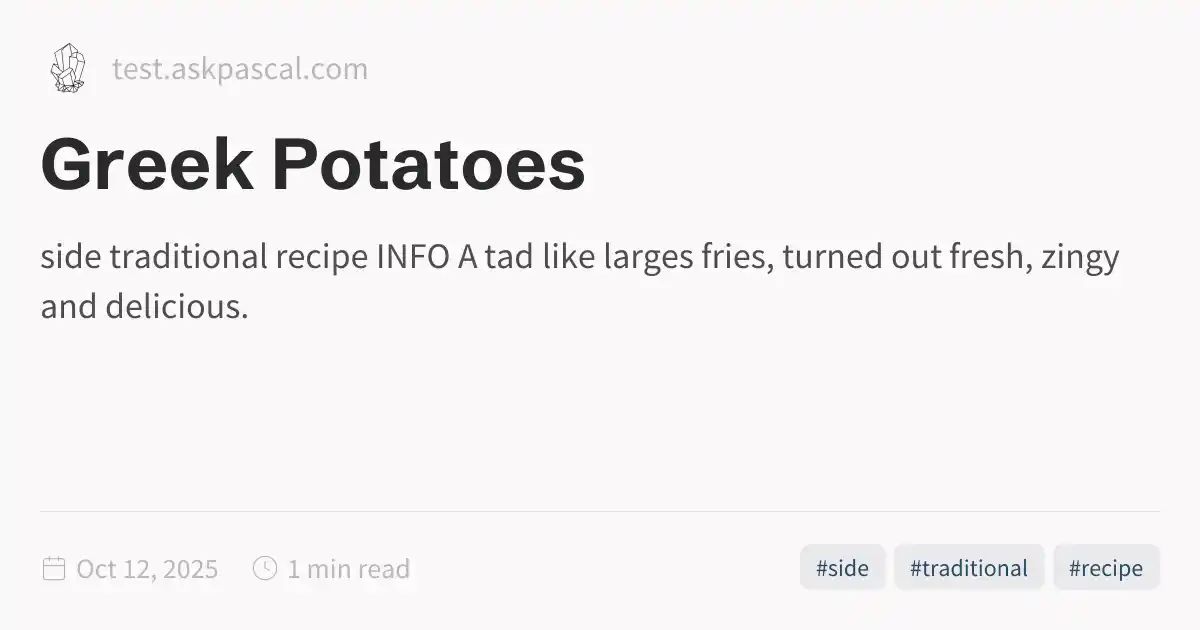 test.askpascal.com
Greek Potatoes
side traditional recipe INFO A tad like larges fries, turned out fresh, zingy
and delicious.
Oct 12, 2025 1 min read #side #traditional #recipe